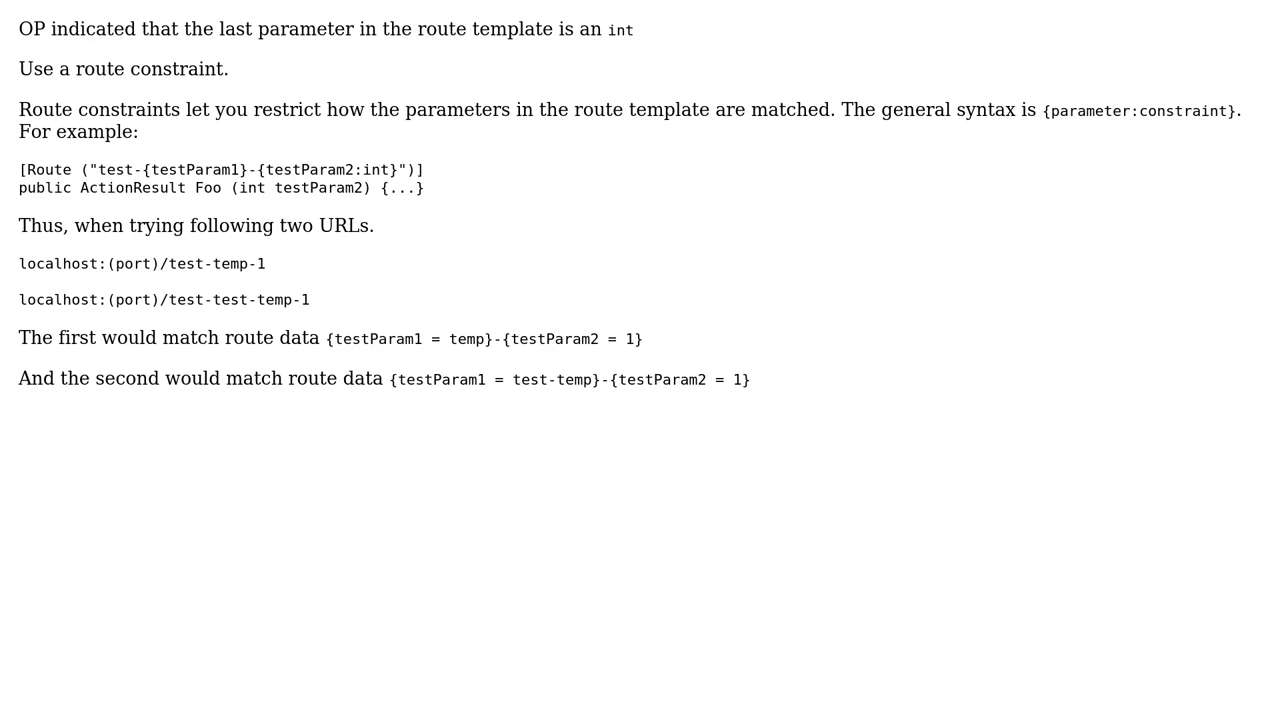 OP indicated that the last parameter in the route template is an int
Use a route constraint.
Route constraints let you restrict how the parameters in the route template are matched. The general syntax is {parameter:constraint}.
For example:
[Route ("test-{testParam1}-{testParam2:int}")]
public ActionResult Foo (int testParam2) {...}
Thus, when trying following two URLs.
localhost:(port)/test-temp-1
localhost:(port)/test-test-temp-1
The first would match route data {testParam1 = temp}-{testParam2 = 1}
And the second would match route data {testParam1 = test-temp}-{testParam2 = 1}